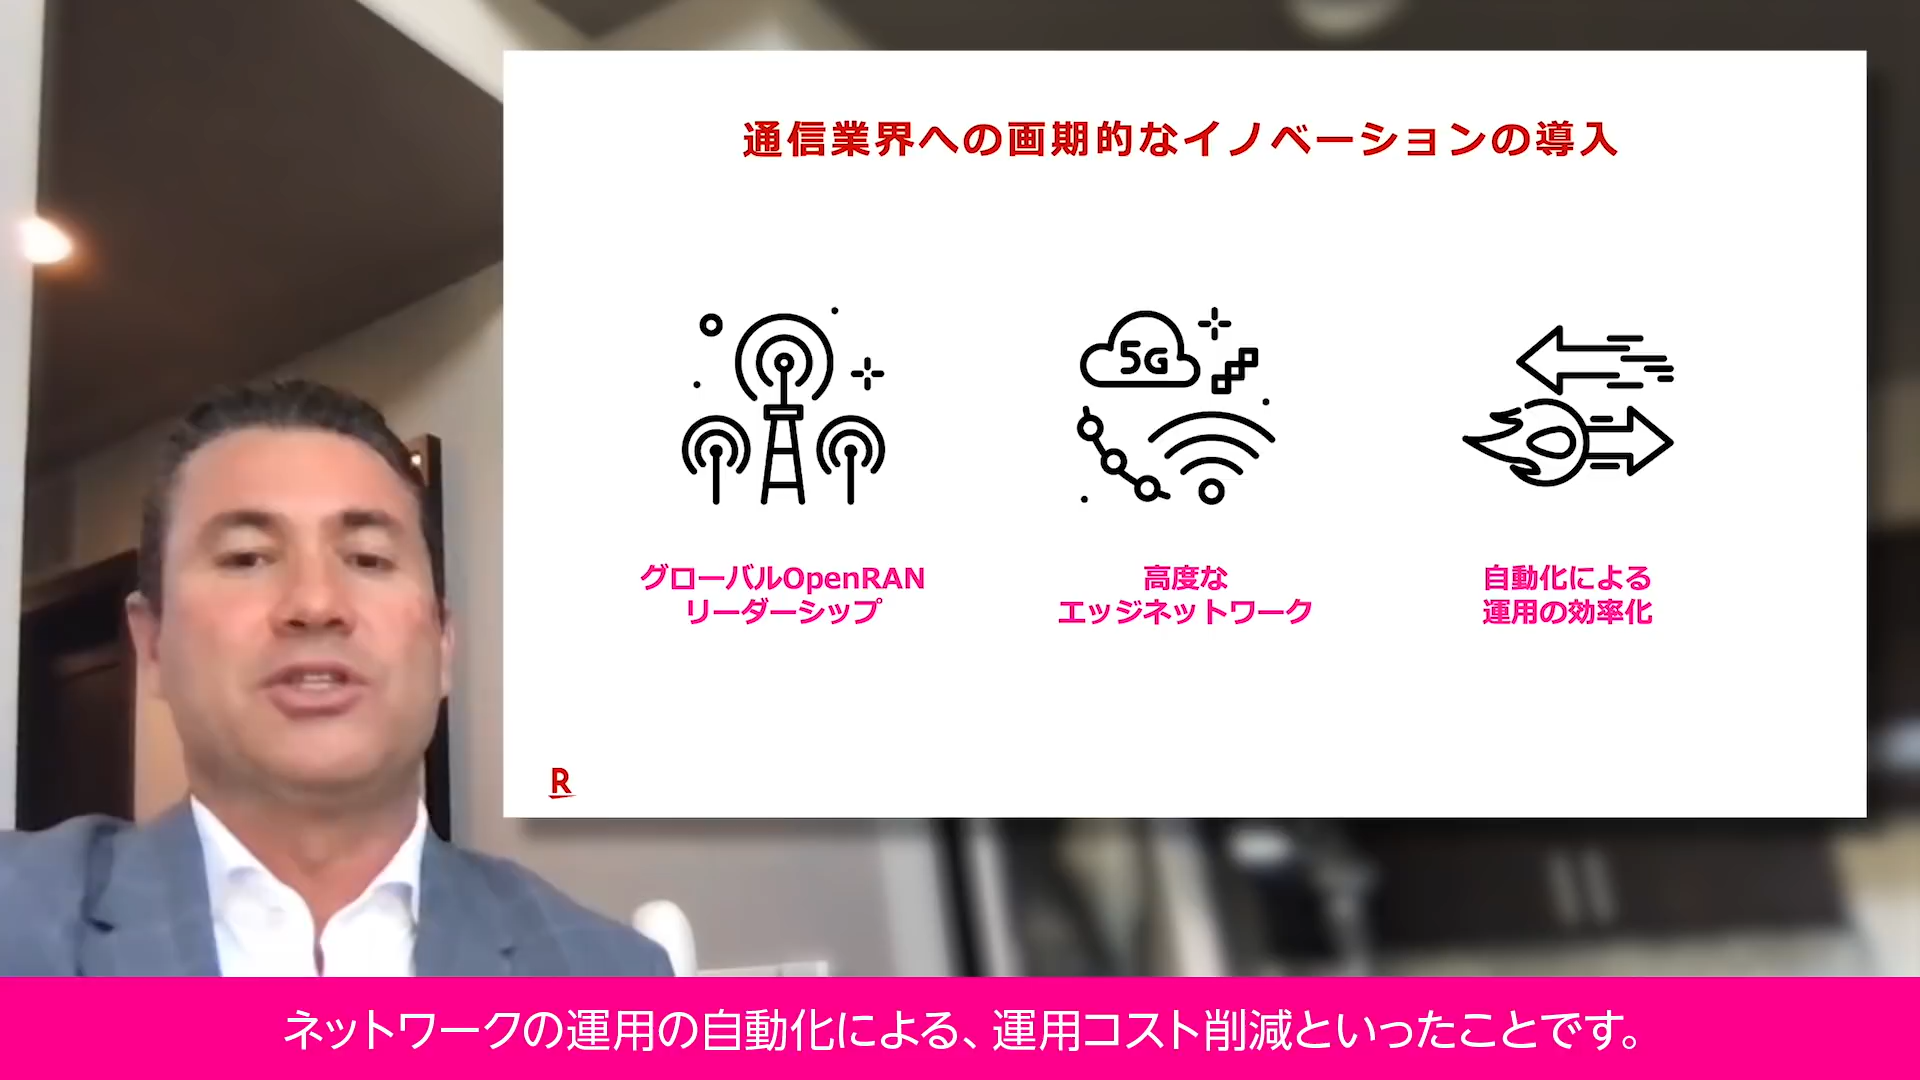 通信業界への画期的なイノベーションの導入
5G
グローバルOpenRAN
リーダーシップ
高度な
エッジネットワーク
自動化による
運用の効率化
R
ネットワークの運用の自動化による、運用コスト削減といったことです。